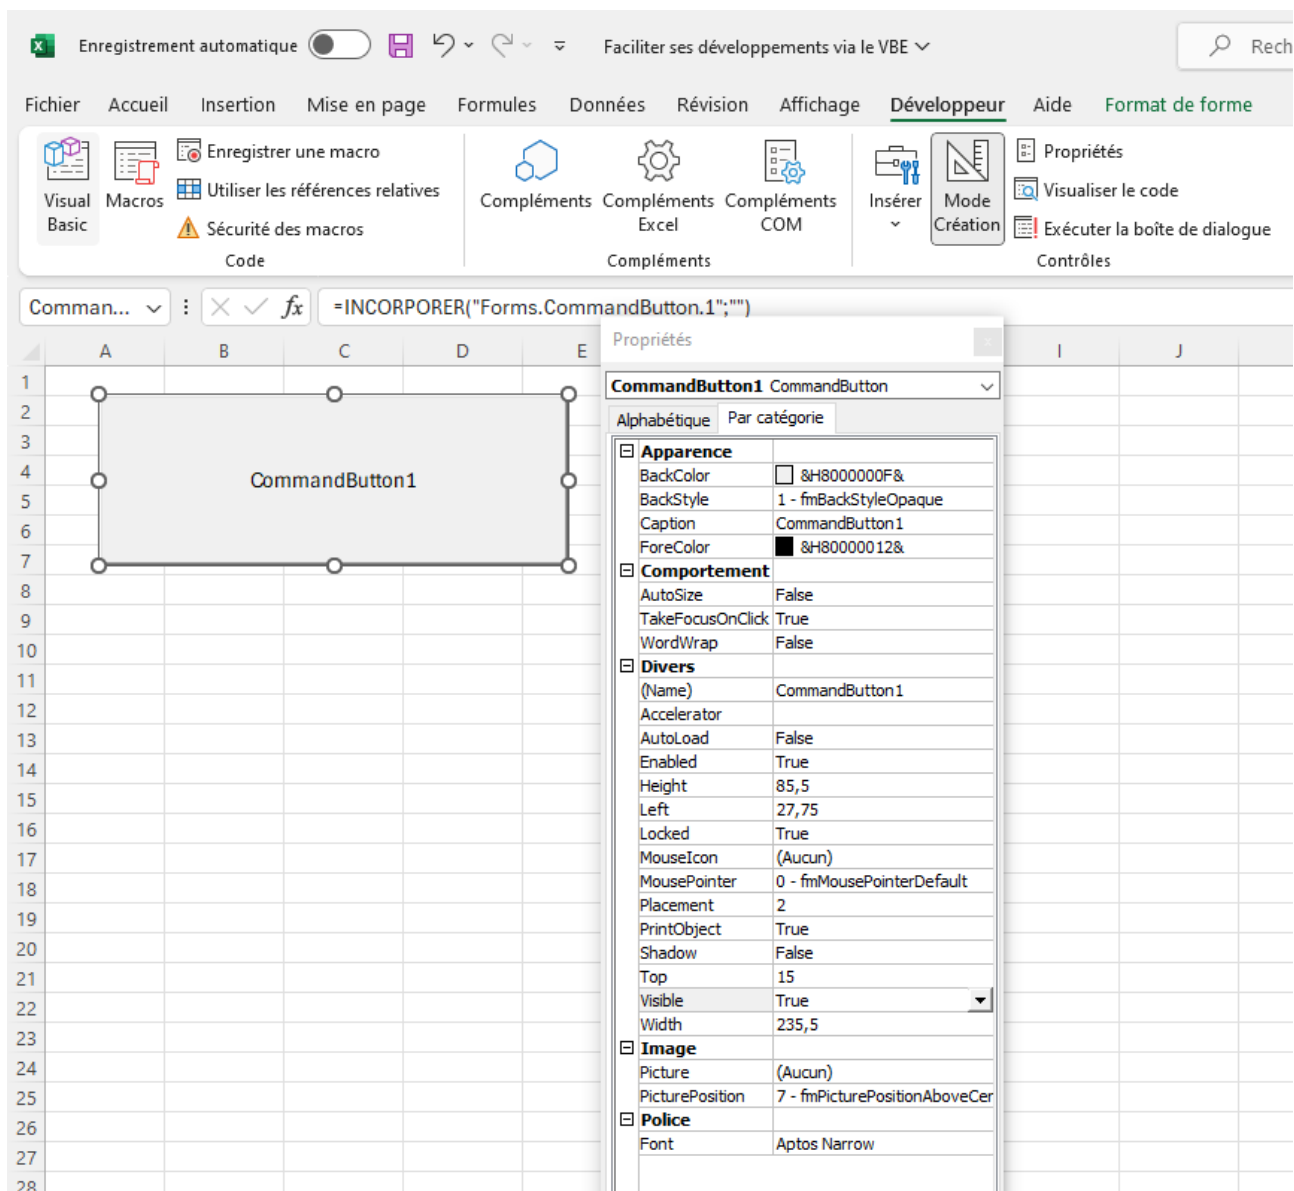 Enregistrement automatique
Faciliter ses développements via le VBE
Rech
Fichier Accueil Insertion Mise en page Formules Données Révision Affichage Développeur Aide Format de forme
Visual Basic
Macros
Enregistrer une macro
Utiliser les références relatives
Sécurité des macros
Code
Compléments
Compléments Excel
Compléments COM
Compléments
Insérer
Mode Création
Propriétés
Visualiser le code
Exécuter la boîte de dialogue
Contrôles
Comman... fx =INCORPORER("Forms.CommandButton.1";"")
A B C D E I J
Propriétés
x
CommandButton1 CommandButton
Alphabétique Par catégorie
Apparence
BackColor &H8000000F&
BackStyle 1 - fmBackStyleOpaque
Caption CommandButton1
ForeColor &H80000012&
Comportement
AutoSize False
TakeFocusOnClick True
WordWrap False
Divers
(Name) CommandButton1
Accelerator
AutoLoad False
Enabled True
Height 85,5
Left 27,75
Locked True
MouseIcon (Aucun)
MousePointer 0 - fmMousePointerDefault
Placement 2
PrintObject True
Shadow False
Top 15
Visible True
Width 235,5
Image
Picture (Aucun)
PicturePosition 7 - fmPicturePositionAboveCer
Police
Font Aptos Narrow
CommandButton1
1
2
3
4
5
6
7
8
9
10
11
12
13
14
15
16
17
18
19
20
21
22
23
24
25
26
27
28